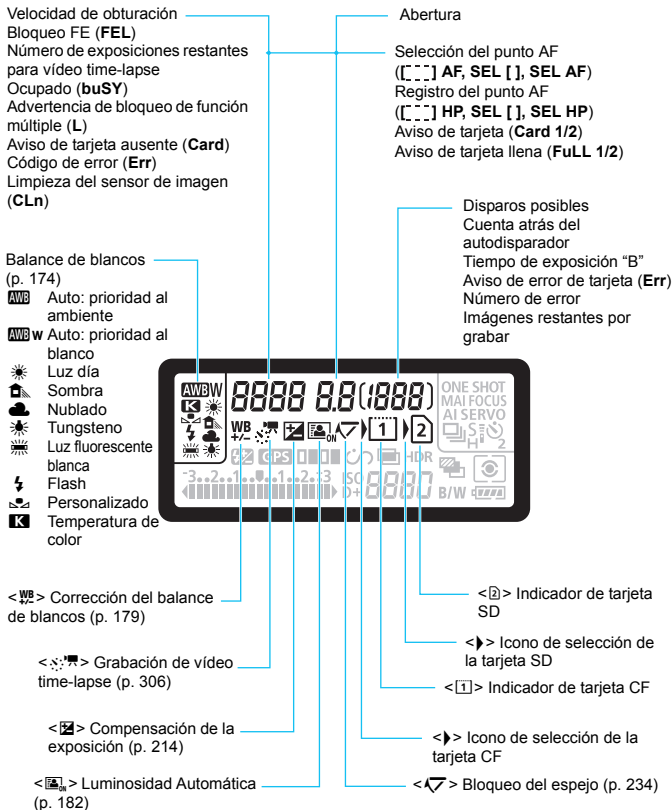 Velocidad de obturación
Bloqueo FE (FEL)
Número de exposiciones restantes
para vídeo time-lapse
Ocupado (buSY)
Advertencia de bloqueo de función
múltiple (L)
Aviso de tarjeta ausente (Card)
Código de error (Err)
Limpieza del sensor de imagen
(CLn)
Abertura
Selección del punto AF
([ ] AF, SEL [ ], SEL AF)
Registro del punto AF
([ ] HP, SEL [ ], SEL HP)
Aviso de tarjeta (Card 1/2)
Aviso de tarjeta llena (FuLL 1/2)
Disparos posibles
Cuenta atrás del
autodisparador
Tiempo de exposición “B”
Aviso de error de tarjeta (Err)
Número de error
Imágenes restantes por
grabar
Balance de blancos
(p. 174)
AWB Auto: prioridad al
ambiente
AWB w Auto: prioridad al
blanco
Luz día
Sombra
Nublado
Tungsteno
Luz fluorescente
blanca
Flash
Personalizado
K Temperatura de
color
AWB W 8888 8.8 (1888) ONE SHOT
MAI FOCUS
AI SERVO
K WB +/- ON 1 2 S H 2
GPS HDR
-3..2..1..0..1..2..+3 ISO D+ 8888 B/W
<WB +/-> Corrección del balance
de blancos (p. 179)
< > Grabación de vídeo
time-lapse (p. 306)
< > Compensación de la
exposición (p. 214)
<ON> Luminosidad Automática
(p. 182)
<2> Indicador de tarjeta
SD
< > Icono de selección de
la tarjeta SD
<1> Indicador de tarjeta CF
< > Icono de selección de la
tarjeta CF
< > Bloqueo del espejo (p. 234)